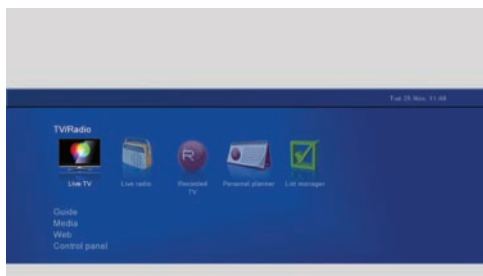 Tue 25 Nov, 11:48
TV/Radio
Live TV
Live radio
Recorded TV
Personal planner
List manager
Guide
Media
Web
Control panel